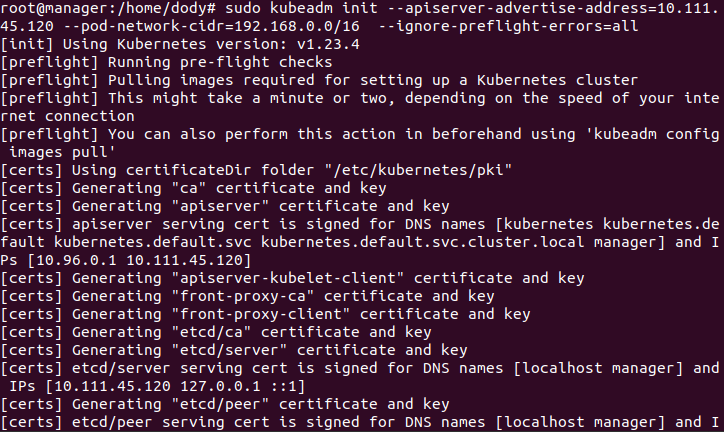 root@manager:/home/dody# sudo kubeadm init --apiserver-advertise-address=10.111.
45.120 --pod-network-cidr=192.168.0.0/16  --ignore-preflight-errors=all
[init] Using Kubernetes version: v1.23.4
[preflight] Running pre-flight checks
[preflight] Pulling images required for setting up a Kubernetes cluster
[preflight] This might take a minute or two, depending on the speed of your inte
rnet connection
[preflight] You can also perform this action in beforehand using 'kubeadm config
 images pull'
[certs] Using certificateDir folder "/etc/kubernetes/pki"
[certs] Generating "ca" certificate and key
[certs] Generating "apiserver" certificate and key
[certs] apiserver serving cert is signed for DNS names [kubernetes kubernetes.de
fault kubernetes.default.svc kubernetes.default.svc.cluster.local manager] and I
Ps [10.96.0.1 10.111.45.120]
[certs] Generating "apiserver-kubelet-client" certificate and key
[certs] Generating "front-proxy-ca" certificate and key
[certs] Generating "front-proxy-client" certificate and key
[certs] Generating "etcd/ca" certificate and key
[certs] Generating "etcd/server" certificate and key
[certs] etcd/server serving cert is signed for DNS names [localhost manager] and
 IPs [10.111.45.120 127.0.0.1 ::1]
[certs] Generating "etcd/peer" certificate and key
[certs] etcd/peer serving cert is signed for DNS names [localhost manager] and I